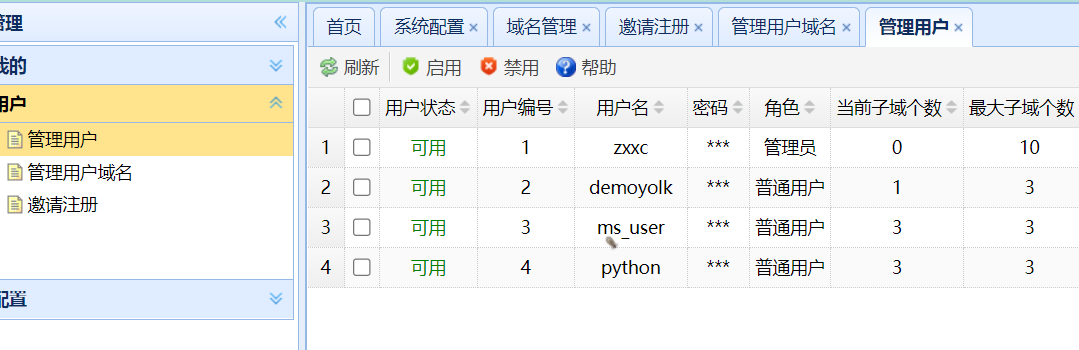 管理
我的
用户
管理用户
管理用户域名
邀请注册
配置
首页 系统配置 × 域名管理 × 邀请注册 × 管理用户域名 × 管理用户 ×
刷新 启用 禁用 帮助
用户状态 用户编号 用户名 密码 角色 当前子域个数 最大子域个数
1 可用 1 zxxc *** 管理员 0 10
2 可用 2 demoyolk *** 普通用户 1 3
3 可用 3 ms_user *** 普通用户 3 3
4 可用 4 python *** 普通用户 3 3